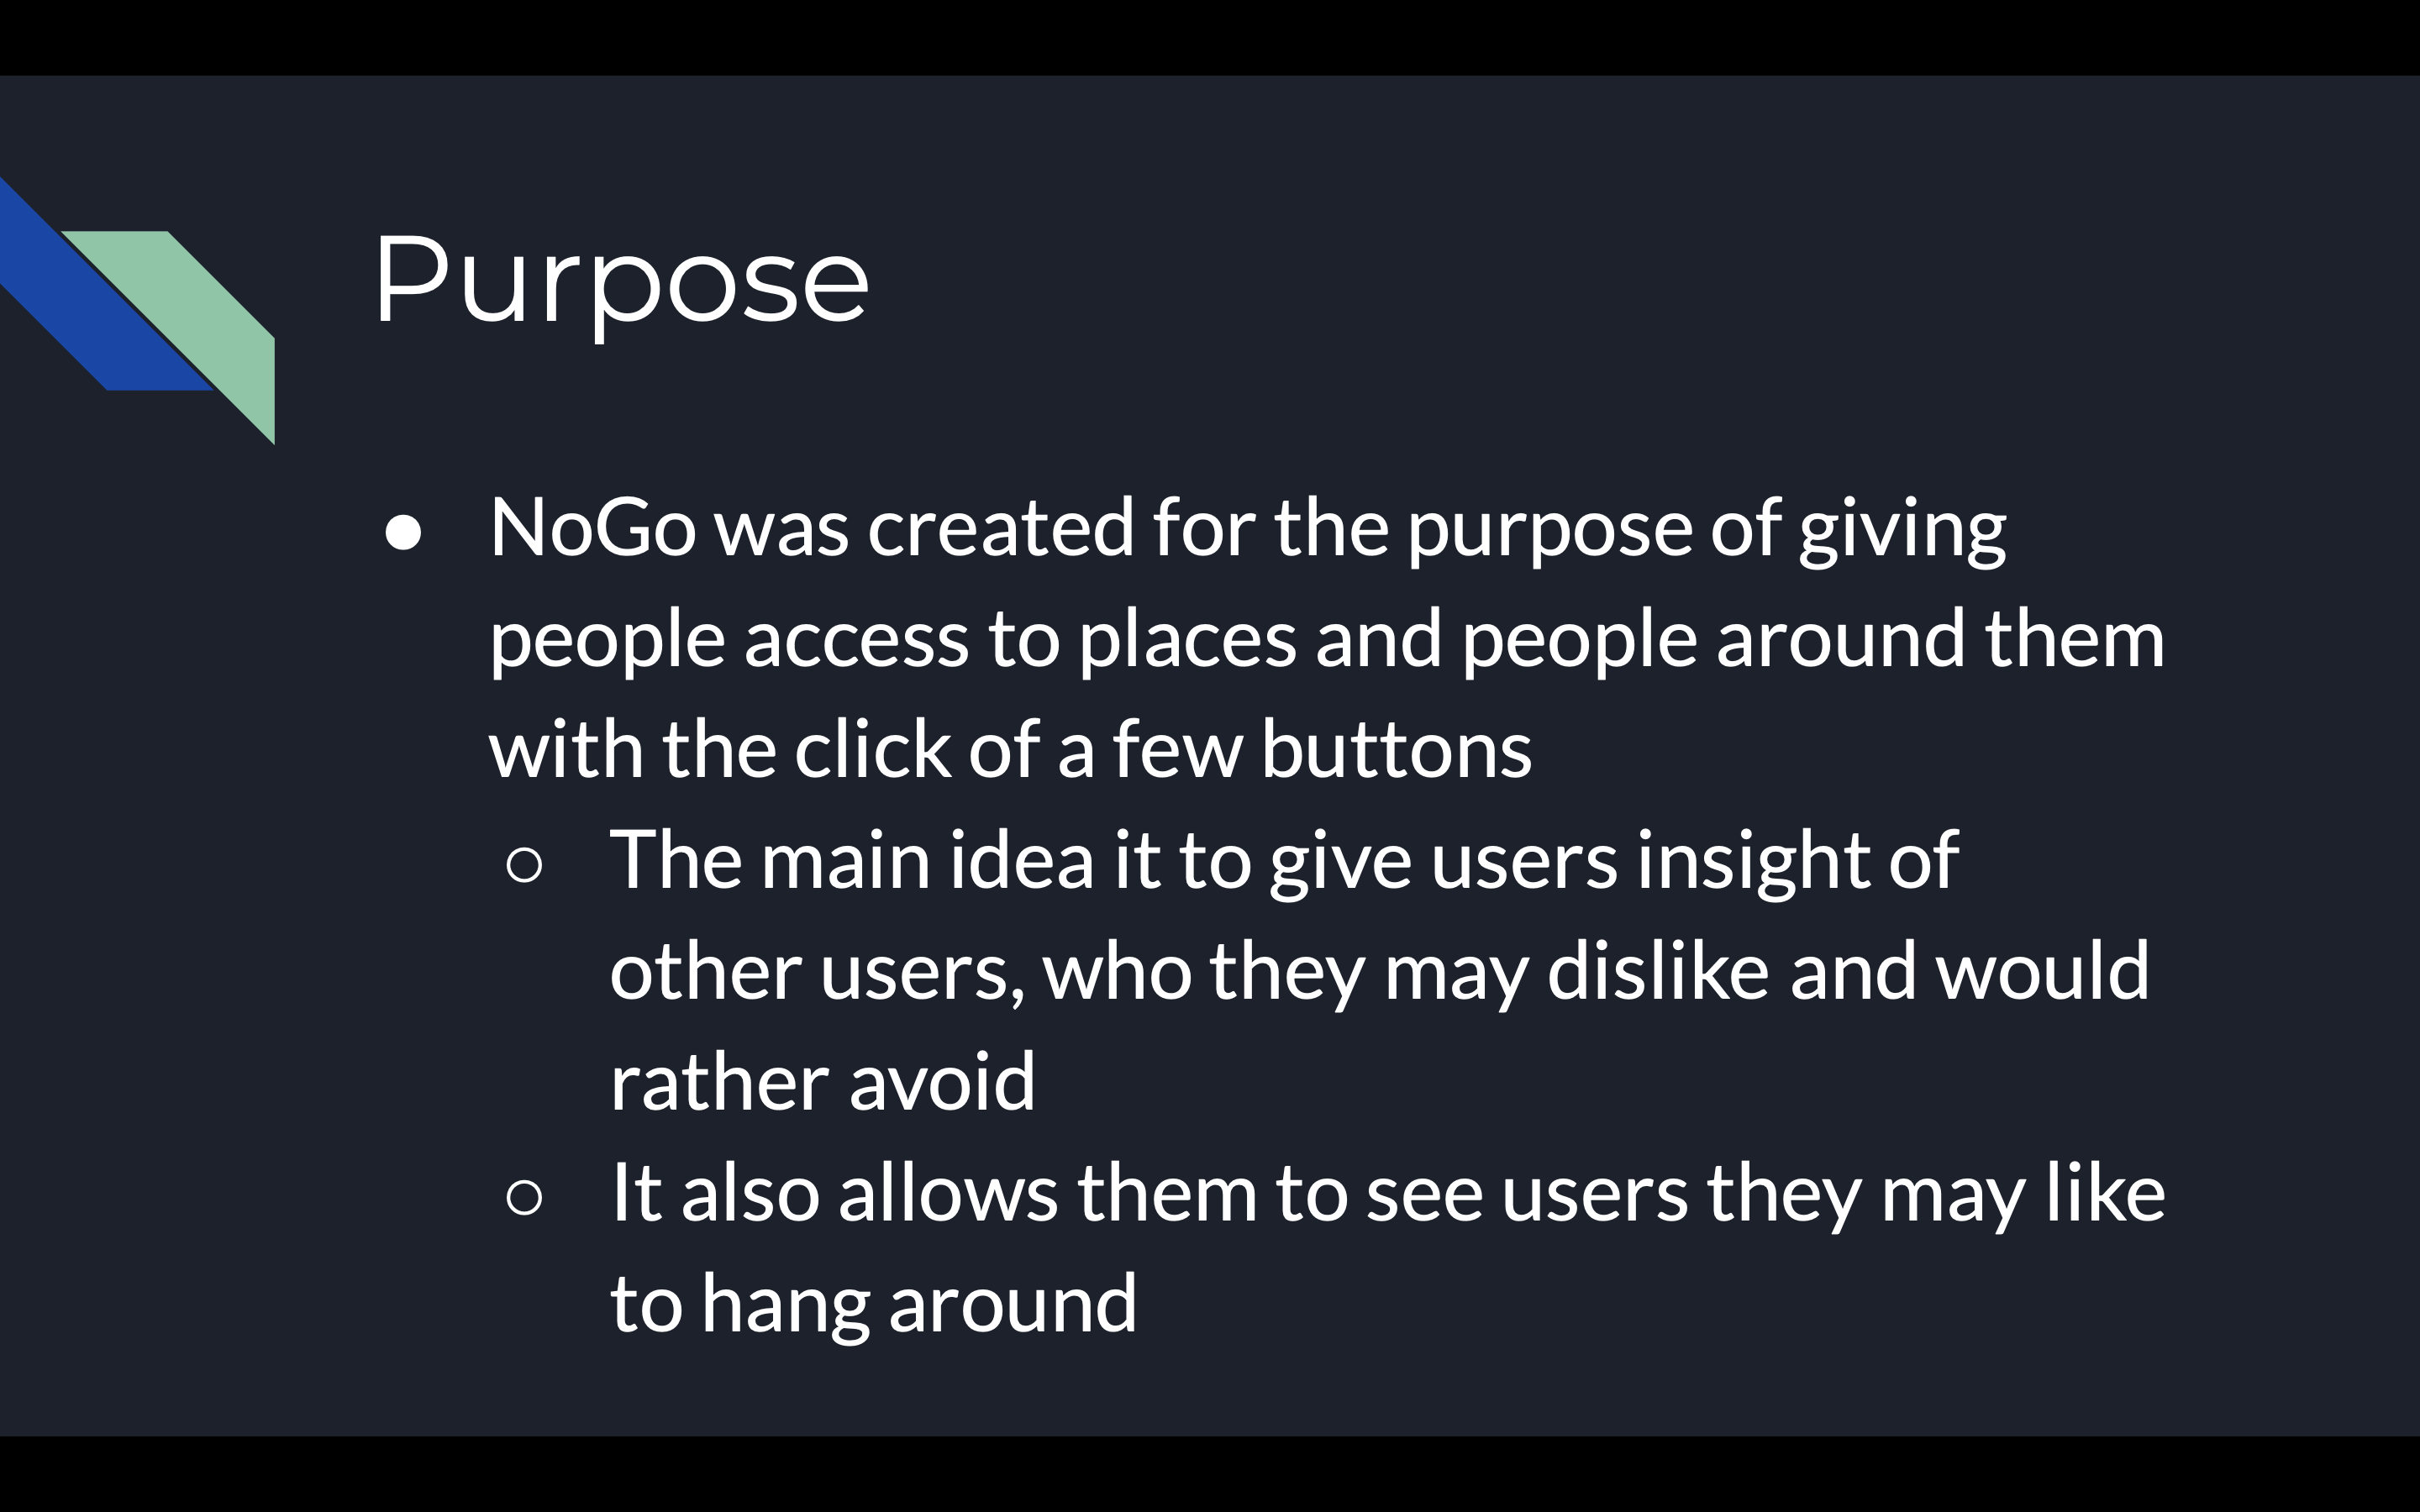 Purpose
● NoGo was created for the purpose of giving
people access to places and people around them
with the click of a few buttons
○ The main idea it to give users insight of
other users, who they may dislike and would
rather avoid
○ It also allows them to see users they may like
to hang around